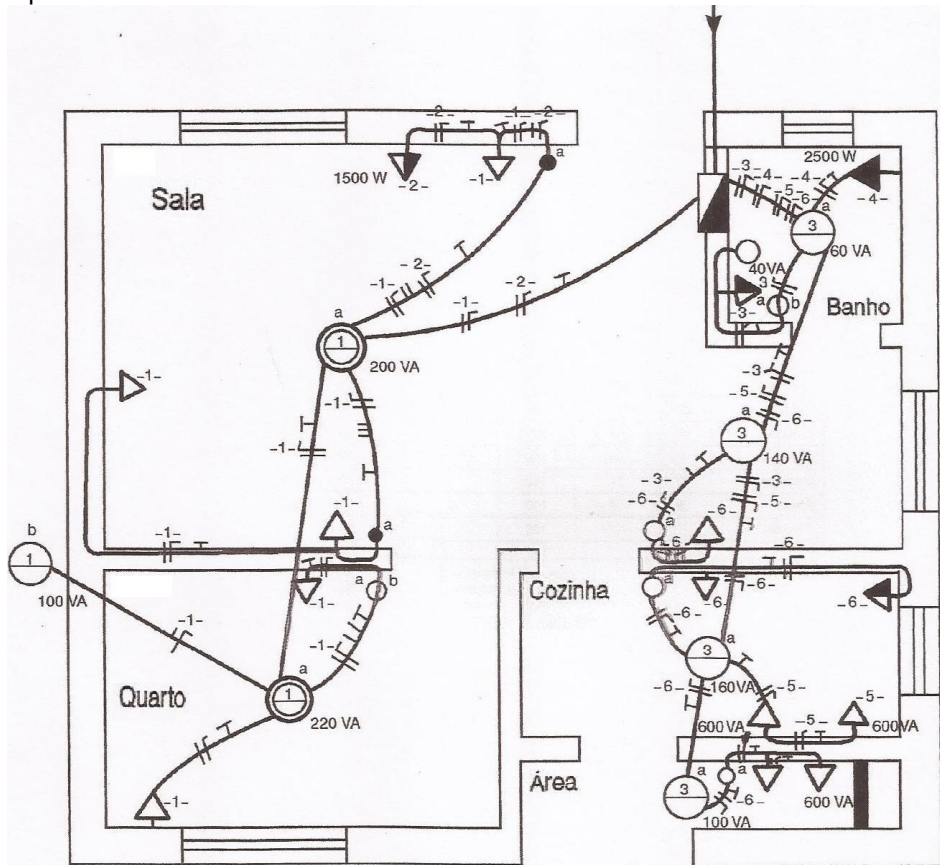 -2-
-1-
-2-
1500 W
-2-
-1-
a
Sala
-1-
-2-
-1-
-2-
a
1
200 VA
-1-
-1-
-1-
-1-
a
-1-
b
1
100 VA
-1-
-1-
a
b
-1-
-1-
a
1
220 VA
Quarto
-1-
2500 W
-3-
-4-
-5-
-6-
-4-
-4-
a
3
60 VA
40VA
3
a
b
-3-
Banho
-3-
-5-
-6-
a
3
140 VA
-3-
-5-
-3-
-6-
a
-6-
-6-
-6-
a
-6-
-6-
-6-
-6-
Cozinha
a
3
160VA
-6-
-5-
-5-
600VA
600VA
-5-
Área
a
3
100 VA
a
-6-
600 VA